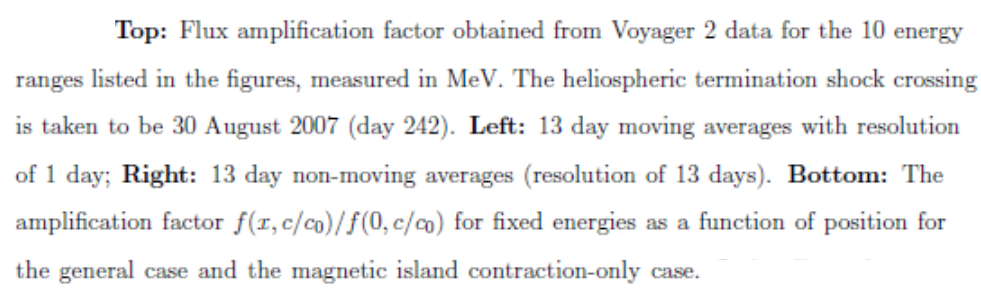 Top: Flux amplification factor obtained from Voyager 2 data for the 10 energy
ranges listed in the figures, measured in MeV. The heliospheric termination shock crossing
is taken to be 30 August 2007 (day 242). Left: 13 day moving averages with resolution
of 1 day; Right: 13 day non-moving averages (resolution of 13 days). Bottom: The
amplification factor f(x, c/c₀)/f(0, c/c₀) for fixed energies as a function of position for
the general case and the magnetic island contraction-only case.